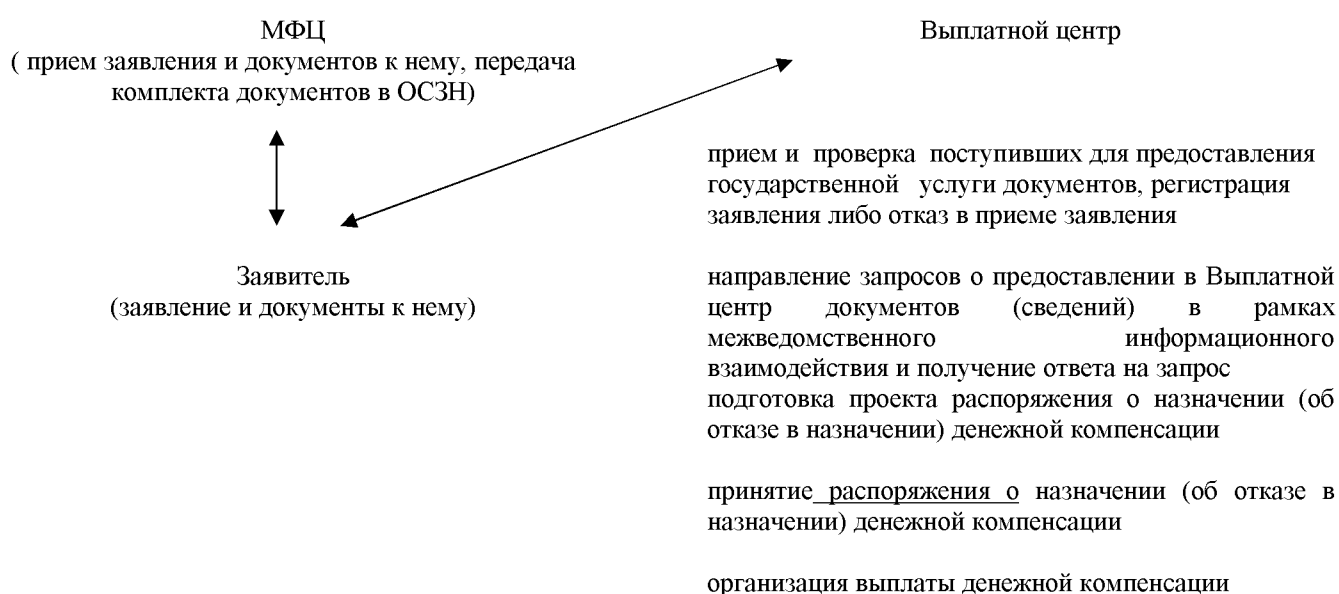 МФЦ
( прием заявления и документов к нему, передача
комплекта документов в ОСЗН)
Заявитель
(заявление и документы к нему)
Выплатной центр
прием и проверка поступивших для предоставления
государственной услуги документов, регистрация
заявления либо отказ в приеме заявления
направление запросов о предоставлении в Выплатной
центр документов (сведений) в рамках
межведомственного информационного
взаимодействия и получение ответа на запрос
подготовка проекта распоряжения о назначении (об
отказе в назначении) денежной компенсации
принятие распоряжения о назначении (об отказе в
назначении) денежной компенсации
организация выплаты денежной компенсации